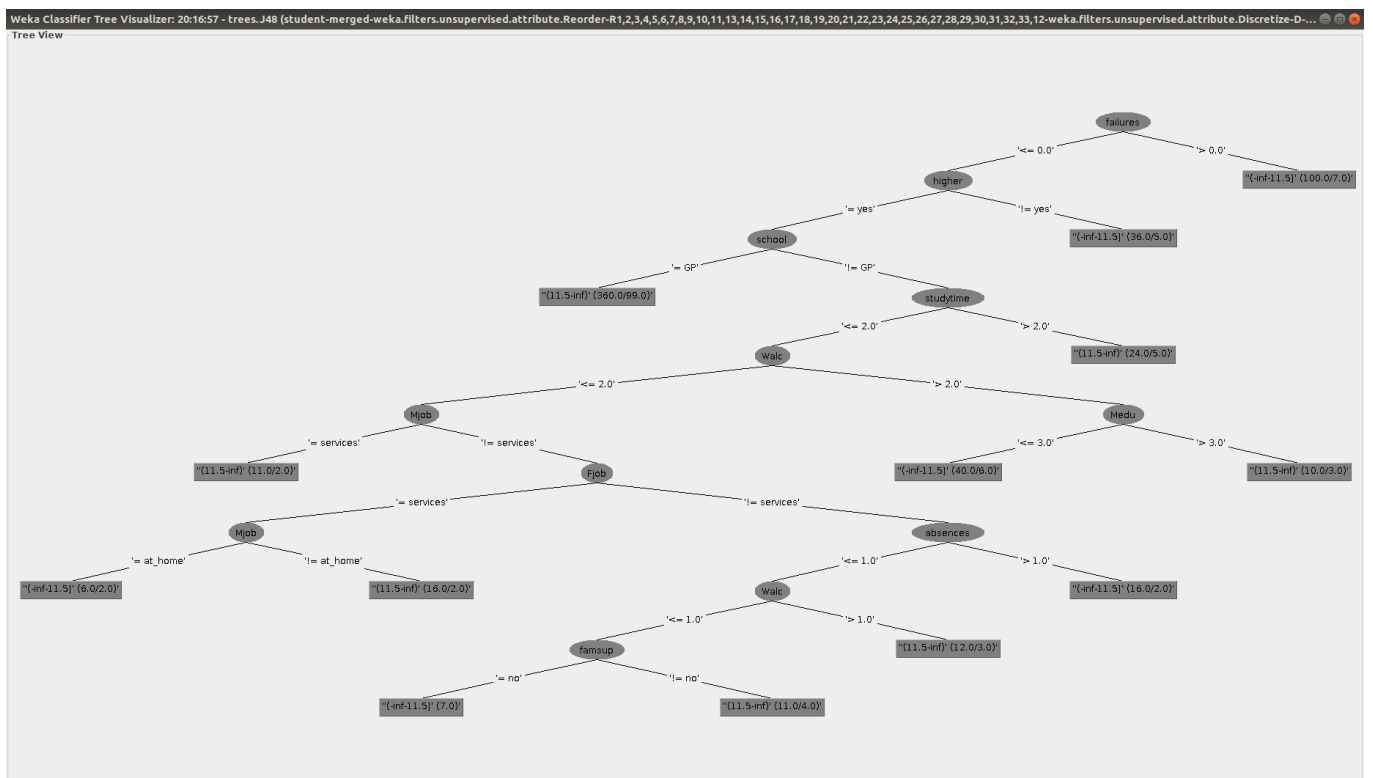 Weka Classifier Tree Visualizer: 20:16:57 - trees.J48 (student-merged-weka.filters.unsupervised.attribute.Reorder-R1,2,3,4,5,6,7,8,9,10,11,13,14,15,16,17,18,19,20,21,22,23,24,25,26,27,28,29,30,31,32,33,12-weka.filters.unsupervised.attribute.Discretize-D-...
Tree View
failures
'<= 0.0' '> 0.0'
higher '"(-inf-11.5]' (100.0/7.0)'
'= yes' '!= yes'
school '"(-inf-11.5]' (36.0/5.0)'
'= GP' '!= GP'
'"(11.5-inf)' (360.0/99.0)' studytime
'<= 2.0' '> 2.0'
Walc '"(11.5-inf)' (24.0/5.0)'
'<= 2.0' '> 2.0'
Mjob Medu
'= services' '!= services' '<= 3.0' '> 3.0'
'"(11.5-inf)' (11.0/2.0)' Fjob '"(-inf-11.5]' (40.0/6.0)' '"(11.5-inf)' (10.0/3.0)'
'= services' '!= services'
Mjob absences
'= at_home' '!= at_home' '<= 1.0' '> 1.0'
'"(-inf-11.5]' (6.0/2.0)' '"(11.5-inf)' (16.0/2.0)' Walc '"(-inf-11.5]' (16.0/2.0)'
'<= 1.0' '> 1.0'
famsup '"(11.5-inf)' (12.0/3.0)'
'= no' '!= no'
'"(-inf-11.5]' (7.0)' '"(11.5-inf)' (11.0/4.0)'